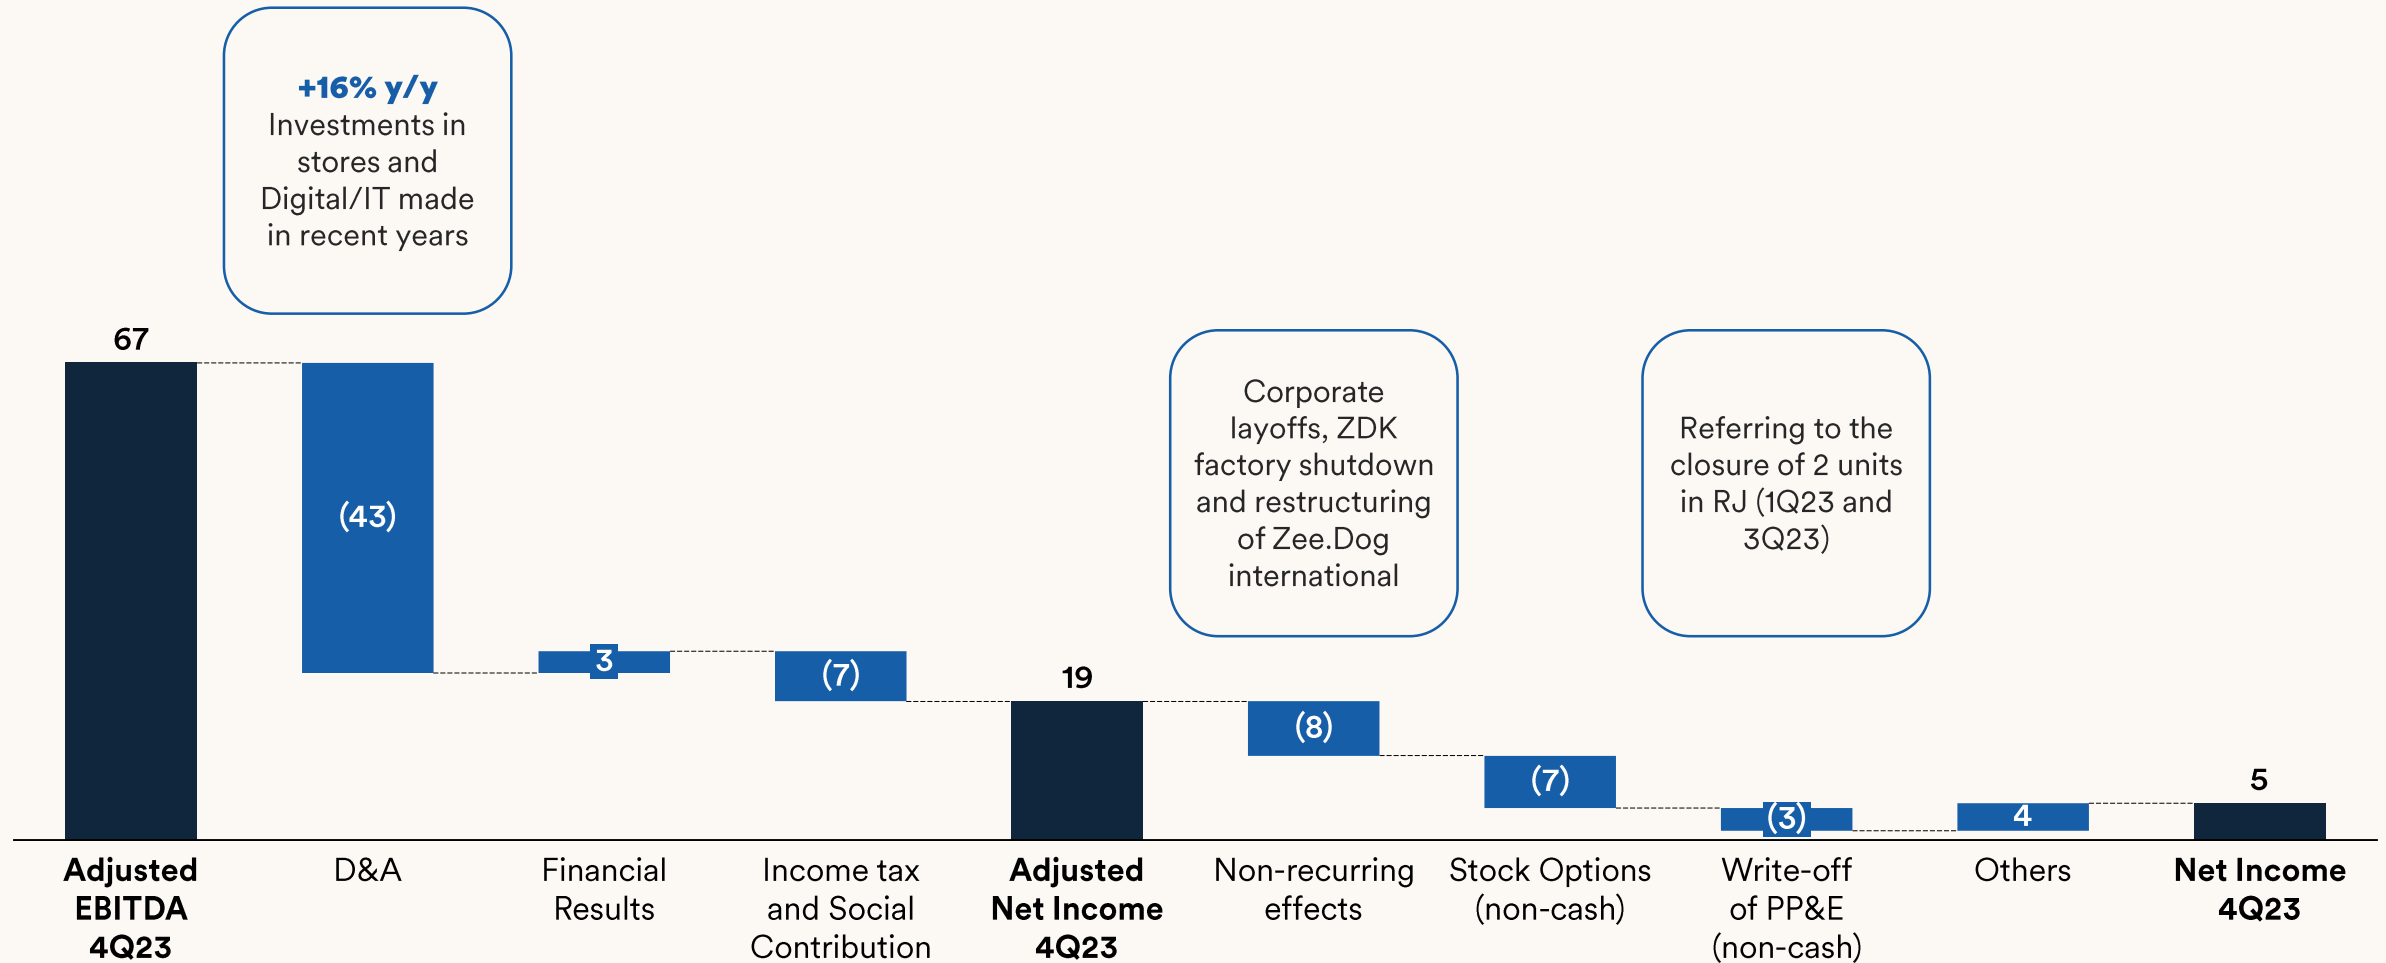 +16% y/y
Investments in
stores and
Digital/IT made
in recent years
67
(43)
3
(7)
19
Corporate
layoffs, ZDK
factory shutdown
and restructuring
of Zee.Dog
international
(8)
(7)
Referring to the
closure of 2 units
in RJ (1Q23 and
3Q23)
(3)
4
5
Adjusted
EBITDA
4Q23
D&A
Financial
Results
Income tax
and Social
Contribution
Adjusted
Net Income
4Q23
Non-recurring
effects
Stock Options
(non-cash)
Write-off
of PP&E
(non-cash)
Others
Net Income
4Q23